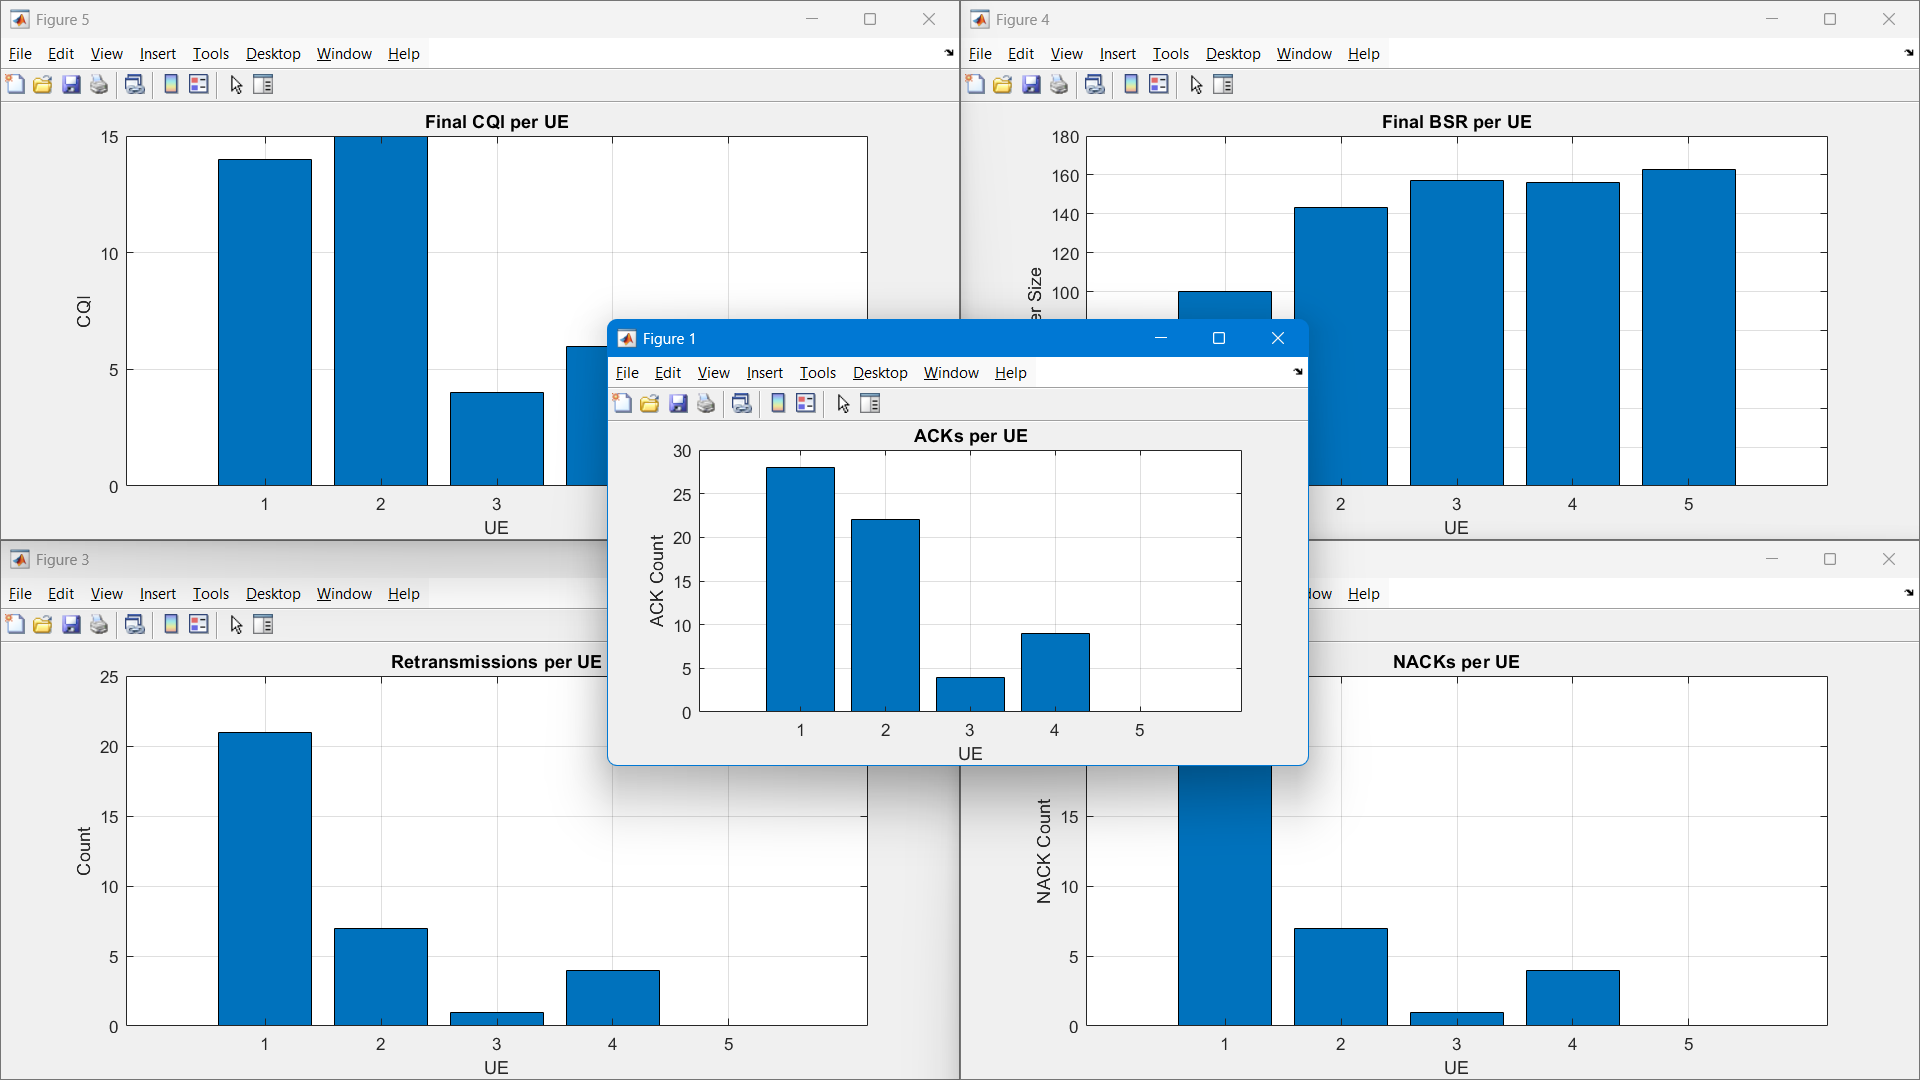 Figure 5
File Edit View Insert Tools Desktop Window Help
Final CQI per UE
15
10
5
0
CQI
1 2 3
UE
Figure 4
File Edit View Insert Tools Desktop Window Help
Final BSR per UE
180
160
140
120
100
Size
2 3 4 5
UE
Figure 1
File Edit View Insert Tools Desktop Window Help
ACKs per UE
30
25
20
15
10
5
0
ACK Count
1 2 3 4 5
UE
Figure 3
File Edit View Insert Tools Desktop Window Help
Retransmissions per UE
25
20
15
10
5
0
Count
1 2 3 4 5
UE
Help
NACKs per UE
15
10
5
0
NACK Count
1 2 3 4 5
UE